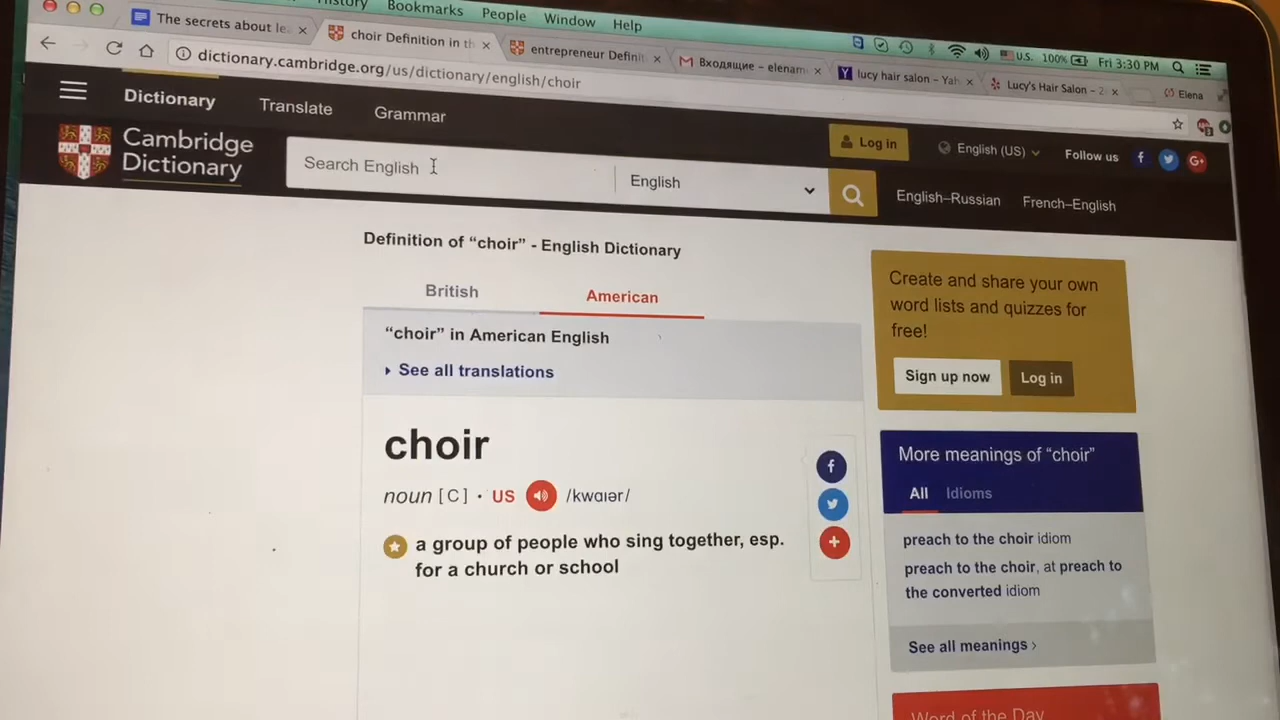 History Bookmarks People Window Help
U.S. 100% Fri 3:30 PM
The secrets about le
choir Definition in th
entrepreneur Definit
Входящие – elenam
lucy hair salon - Yah
Lucy's Hair Salon – 2
Elena
dictionary.cambridge.org/us/dictionary/english/choir
Dictionary Translate Grammar
Log in English (US) Follow us
Cambridge
Dictionary
Search English English
English–Russian French–English
Definition of “choir” - English Dictionary
British American
“choir” in American English
See all translations
choir
noun [C] • US /kwaɪər/
a group of people who sing together, esp.
for a church or school
Create and share your own
word lists and quizzes for
free!
Sign up now Log in
More meanings of “choir”
All Idioms
preach to the choir idiom
preach to the choir, at preach to
the converted idiom
See all meanings ›
Word of the Day